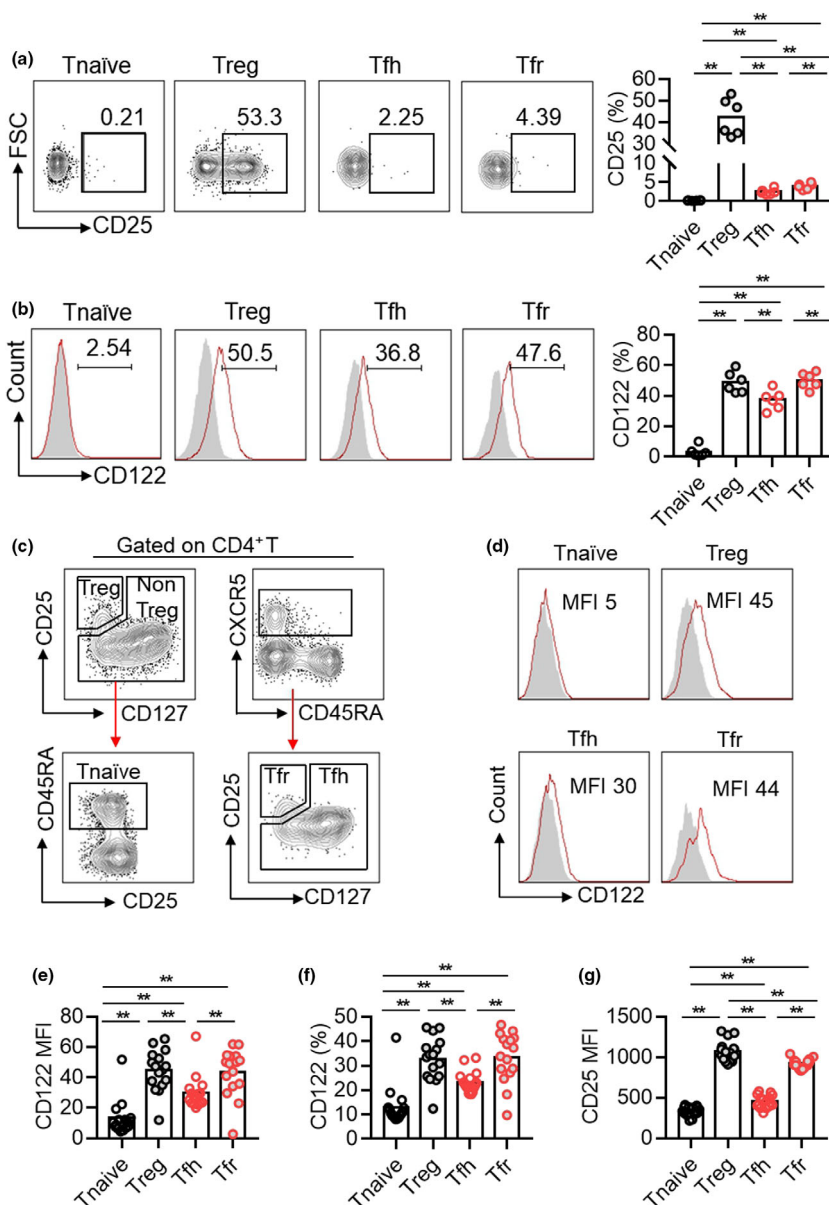 (a)
Tnaïve Treg Tfh Tfr
0.21 53.3 2.25 4.39
FSC
CD25
** ** ** ** ** **
CD25 (%)
60
50
40
30
10
5
0
Tnaive Treg Tfh Tfr
(b)
Tnaïve Treg Tfh Tfr
2.54 50.5 36.8 47.6
Count
CD122
** ** ** ** **
CD122 (%)
80
60
40
20
0
Tnaive Treg Tfh Tfr
(c)
Gated on CD4+T
Treg Non
Treg
CD25
CD127
CXCR5
CD45RA
Tnaïve
CD45RA
CD25
Tfr Tfh
CD25
CD127
(d)
Tnaïve Treg
MFI 5 MFI 45
Tfh Tfr
MFI 30 MFI 44
Count
CD122
(e)
** ** ** ** **
CD122 MFI
80
60
40
20
0
Tnaive Treg Tfh Tfr
(f)
** ** ** ** **
CD122 (%)
50
40
30
20
10
0
Tnaive Treg Tfh Tfr
(g)
** ** ** ** ** **
CD25 MFI
1500
1000
500
0
Tnaive Treg Tfh Tfr